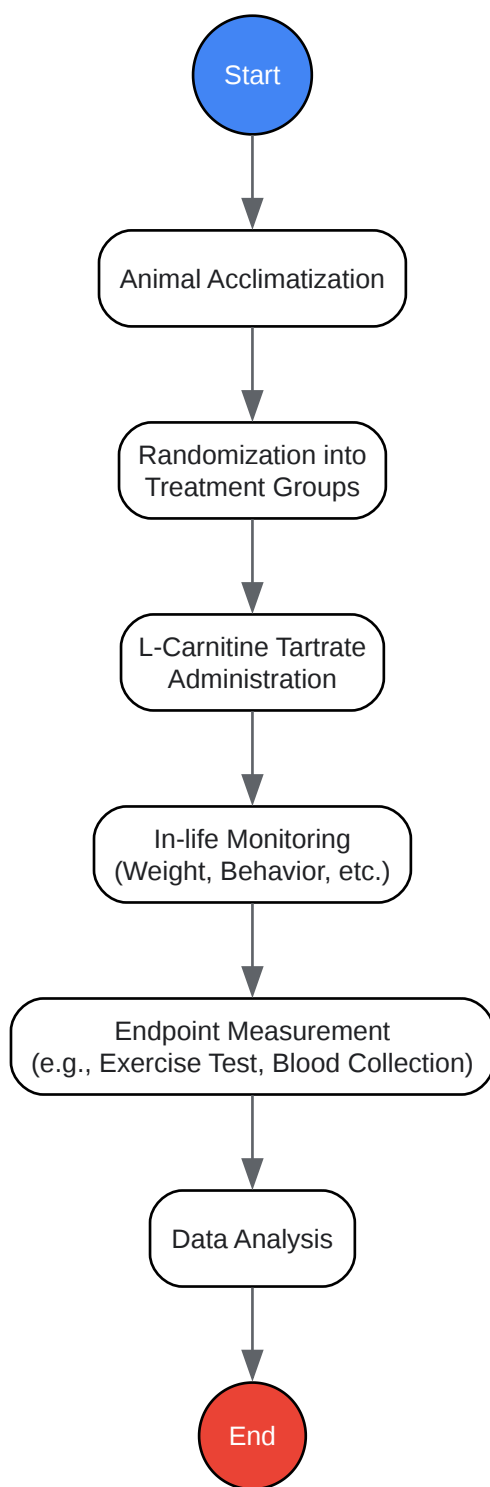 Start
Animal Acclimatization
Randomization into
Treatment Groups
L-Carnitine Tartrate
Administration
In-life Monitoring
(Weight, Behavior, etc.)
Endpoint Measurement
(e.g., Exercise Test, Blood Collection)
Data Analysis
End